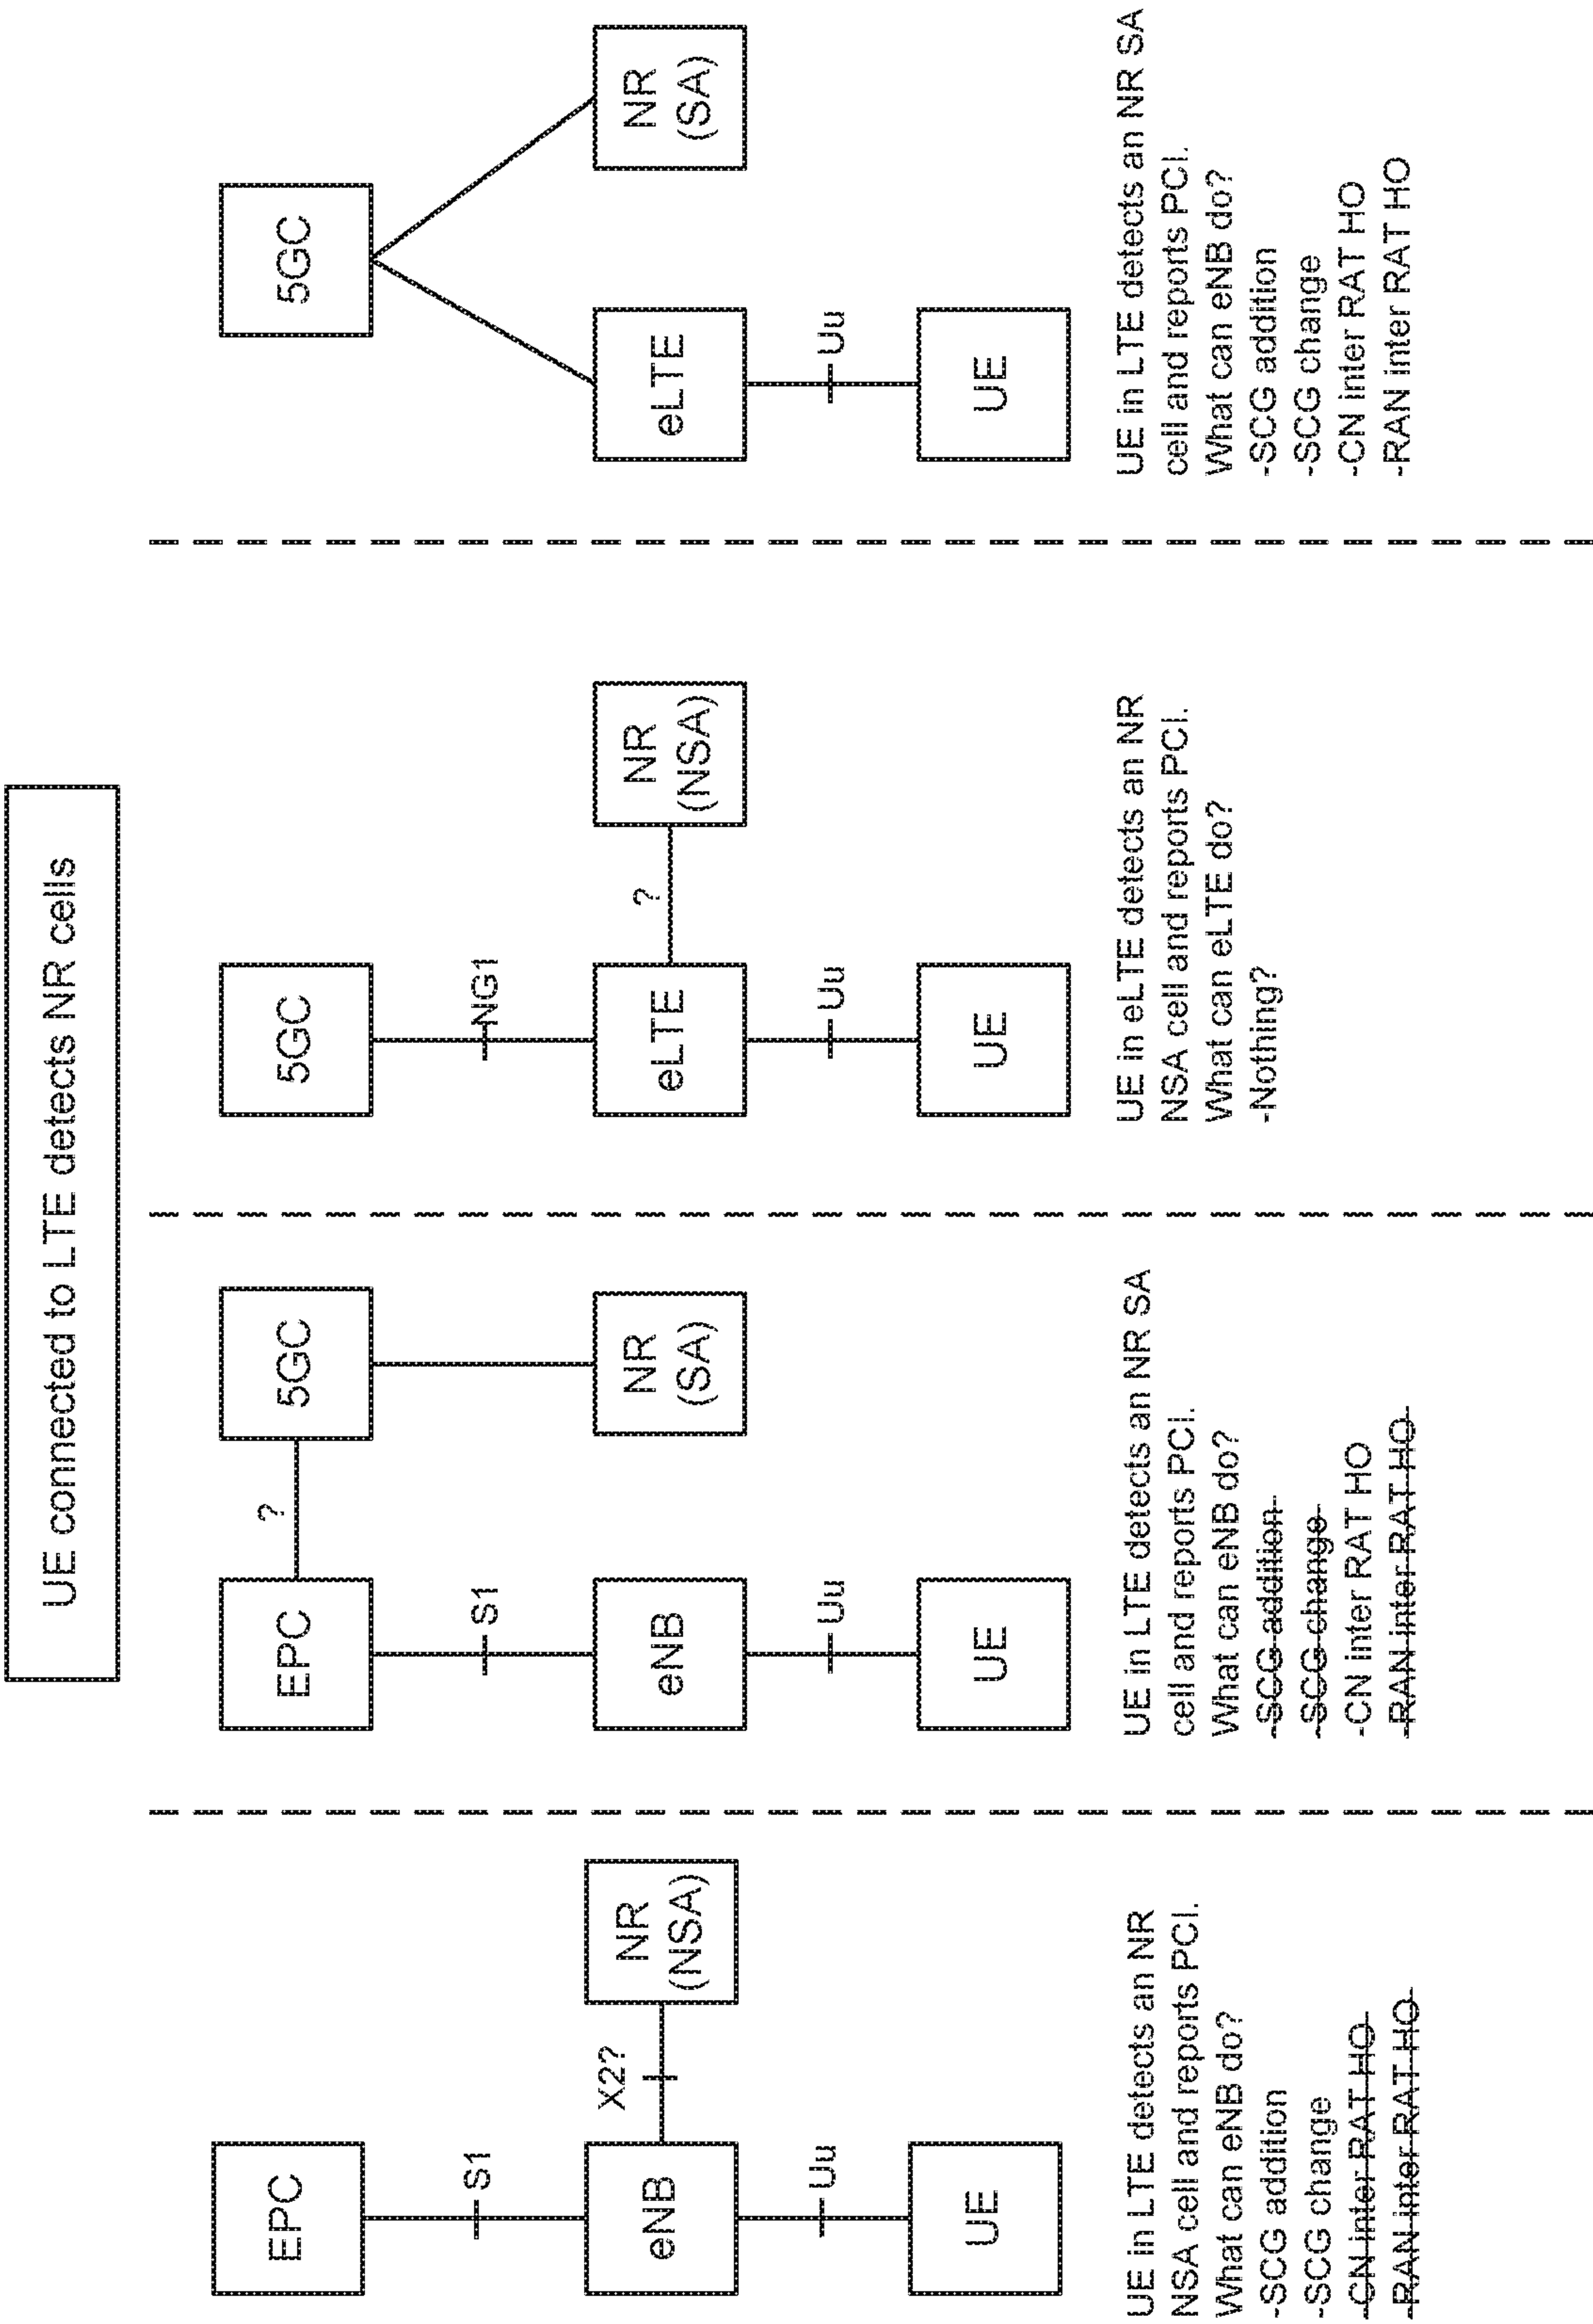 UE connected to LTE detects NR cells
EPC
S1
eNB
X2?
NR
(NSA)
Uu
UE
UE in LTE detects an NR
NSA cell and reports PCI.
What can eNB do?
-SCG addition
-SCG change
-CN inter RAT HO
-RAN inter RAT HO
EPC
?
5GC
S1
eNB
NR
(SA)
Uu
UE
UE in LTE detects an NR SA
cell and reports PCI.
What can eNB do?
-SCG addition
-SCG change
-CN inter RAT HO
-RAN inter RAT HO
5GC
NG1
eLTE
?
NR
(NSA)
Uu
UE
UE in eLTE detects an NR
NSA cell and reports PCI.
What can eLTE do?
-Nothing?
5GC
eLTE
NR
(SA)
Uu
UE
UE in LTE detects an NR SA
cell and reports PCI.
What can eNB do?
-SCG addition
-SCG change
-CN inter RAT HO
-RAN inter RAT HO